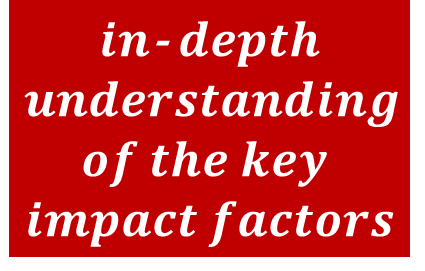 in-depth
understanding
of the key
impact factors